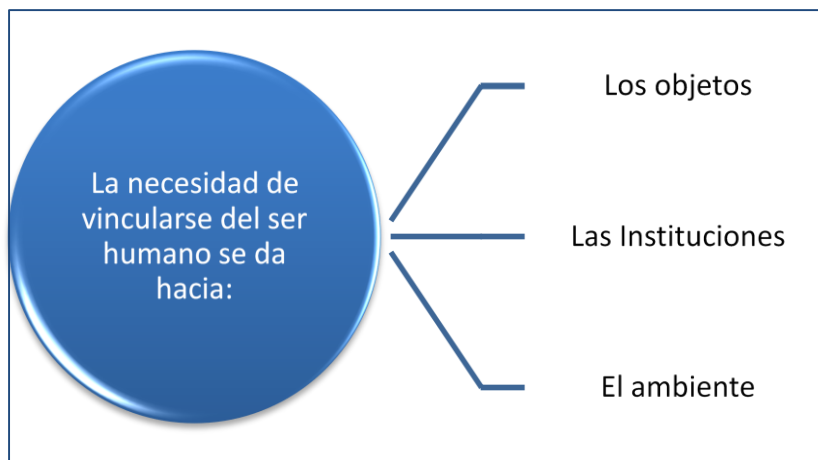 La necesidad de
vincularse del ser
humano se da
hacia:
Los objetos
Las Instituciones
El ambiente